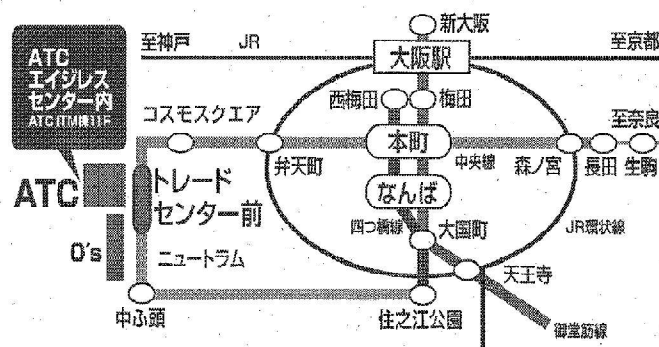 ATC
エイジレス
センター内
ATC ITM棟11F
至神戸
JR
新大阪
大阪駅
至京都
西梅田
梅田
コスモスクエア
弁天町
本町
中央線
森ノ宮
長田
生駒
至奈良
ATC
トレード
センター前
なんば
O's
ニュートラム
四つ橋線
大国町
JR環状線
天王寺
中ふ頭
住之江公園
御堂筋線